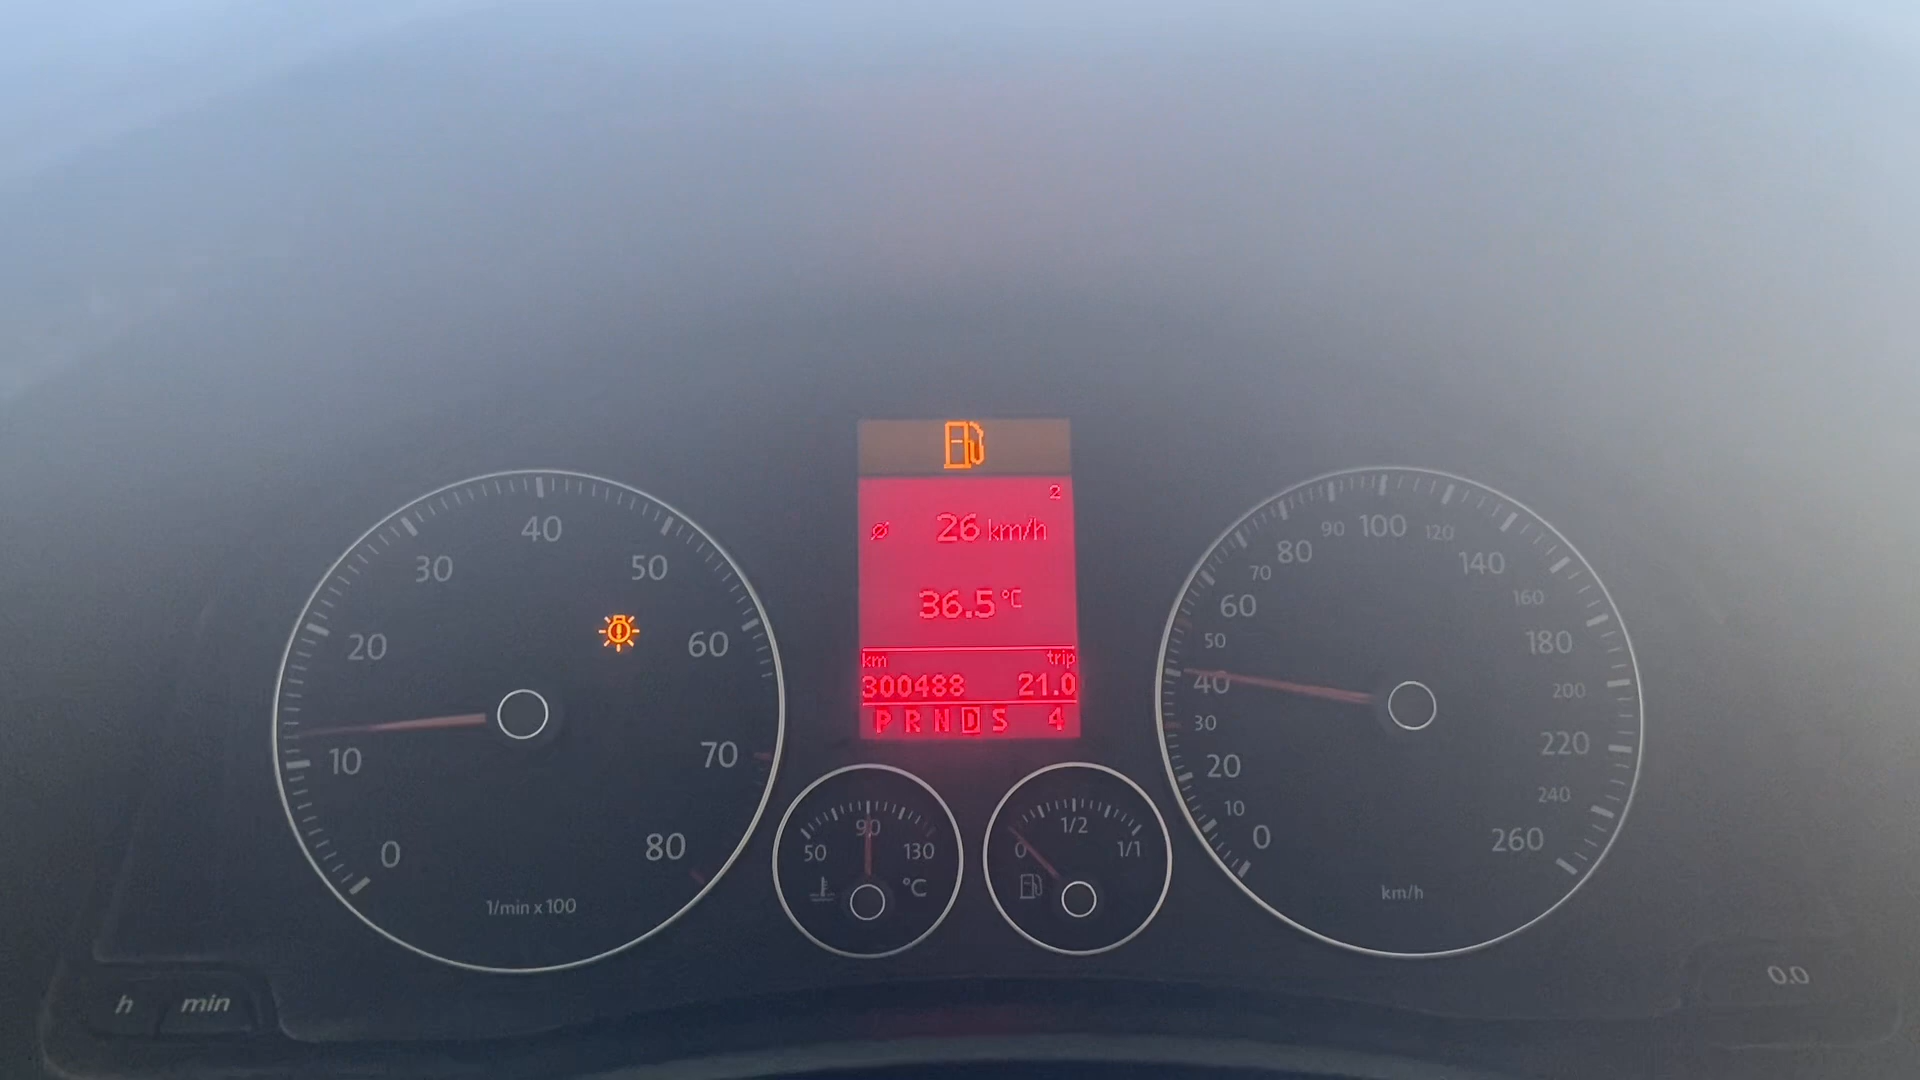 2
ø 26 km/h
36.5 °C
km trip
300488 21.0
P R N D S 4
0 10 20 30 40 50 60 70 80
1/min x 100
50 90 130
°C
0 1/2 1/1
0 10 20 30 40 50 60 70 80 90 100 120 140 160 180 200 220 240 260
km/h
h min
0.0